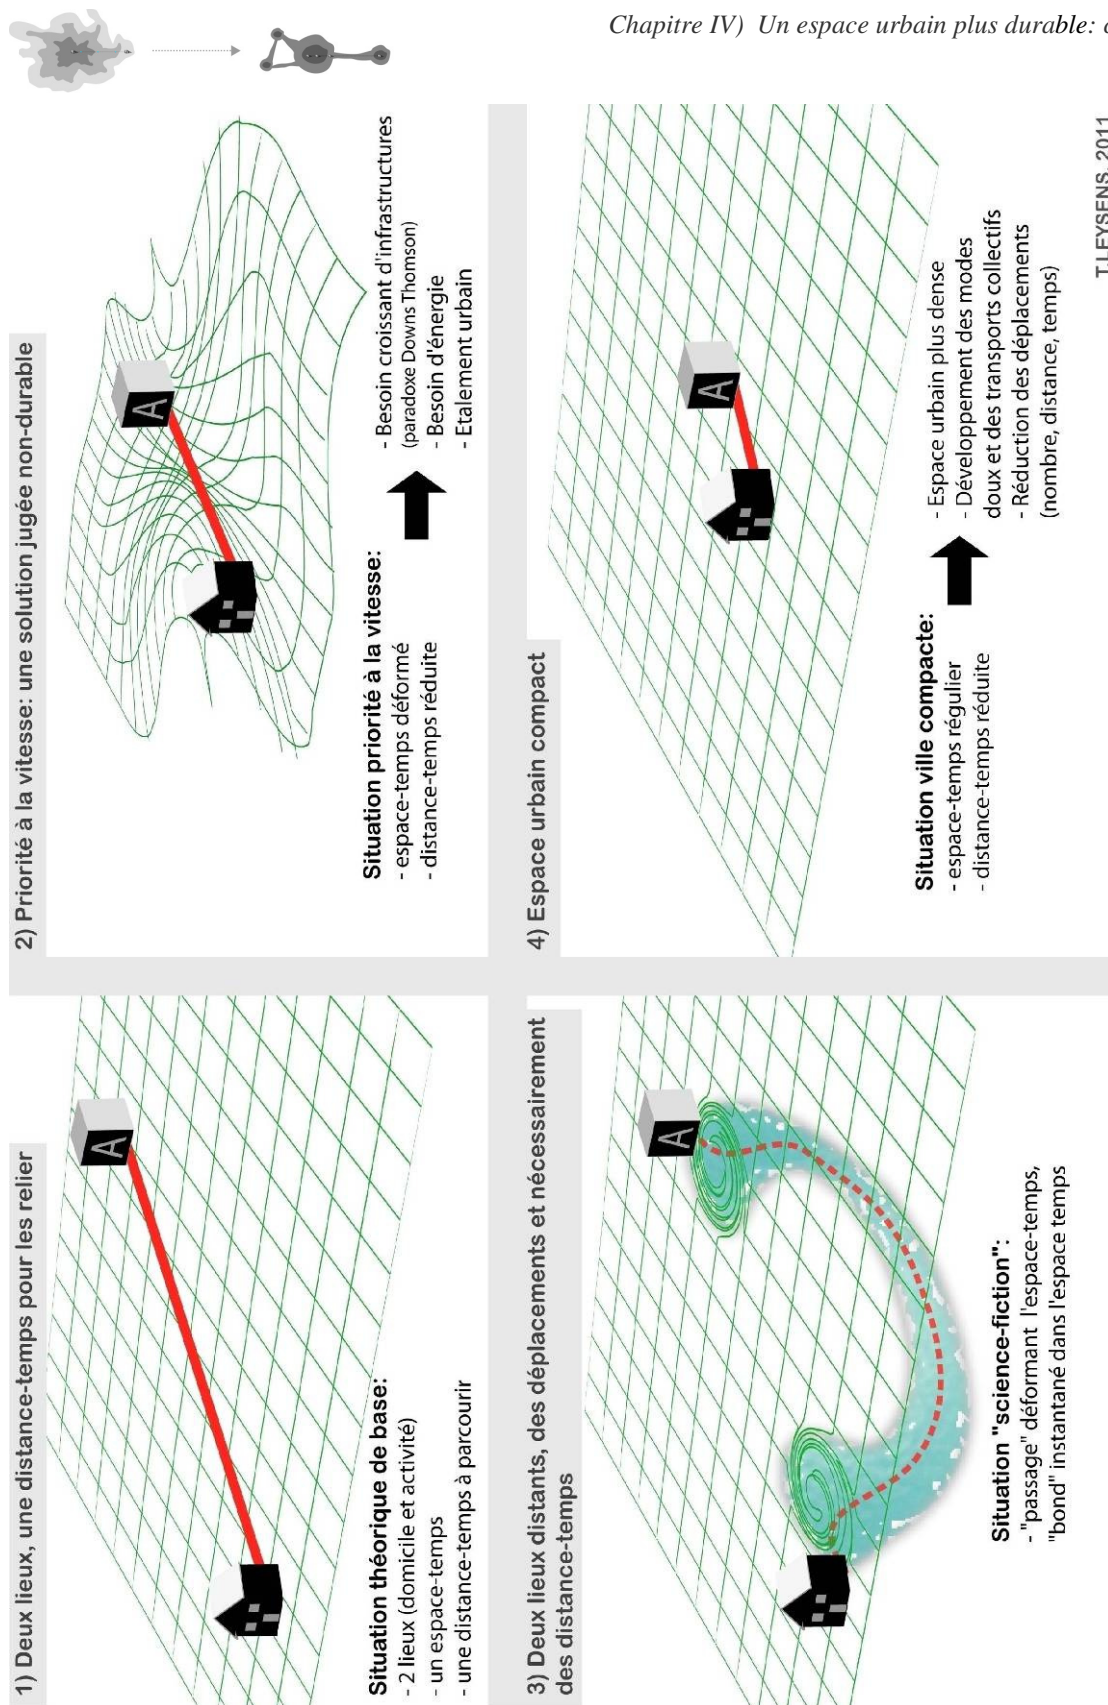 Chapitre IV) Un espace urbain plus durable:
1) Deux lieux, une distance-temps pour les relier
A
Situation théorique de base:
- 2 lieux (domicile et activité)
- un espace-temps
- une distance-temps à parcourir
2) Priorité à la vitesse: une solution jugée non-durable
A
Situation priorité à la vitesse:
- espace-temps déformé
- distance-temps réduite
- Besoin croissant d'infrastructures
(paradoxe Downs Thomson)
- Besoin d'énergie
- Etalement urbain
3) Deux lieux distants, des déplacements et nécessairement
des distance-temps
A
Situation "science-fiction":
- "passage" déformant l'espace-temps,
"bond" instantané dans l'espace temps
4) Espace urbain compact
A
Situation ville compacte:
- espace-temps régulier
- distance-temps réduite
- Espace urbain plus dense
- Développement des modes
doux et des transports collectifs
- Réduction des déplacements
(nombre, distance, temps)
T.LEYSENS, 2011